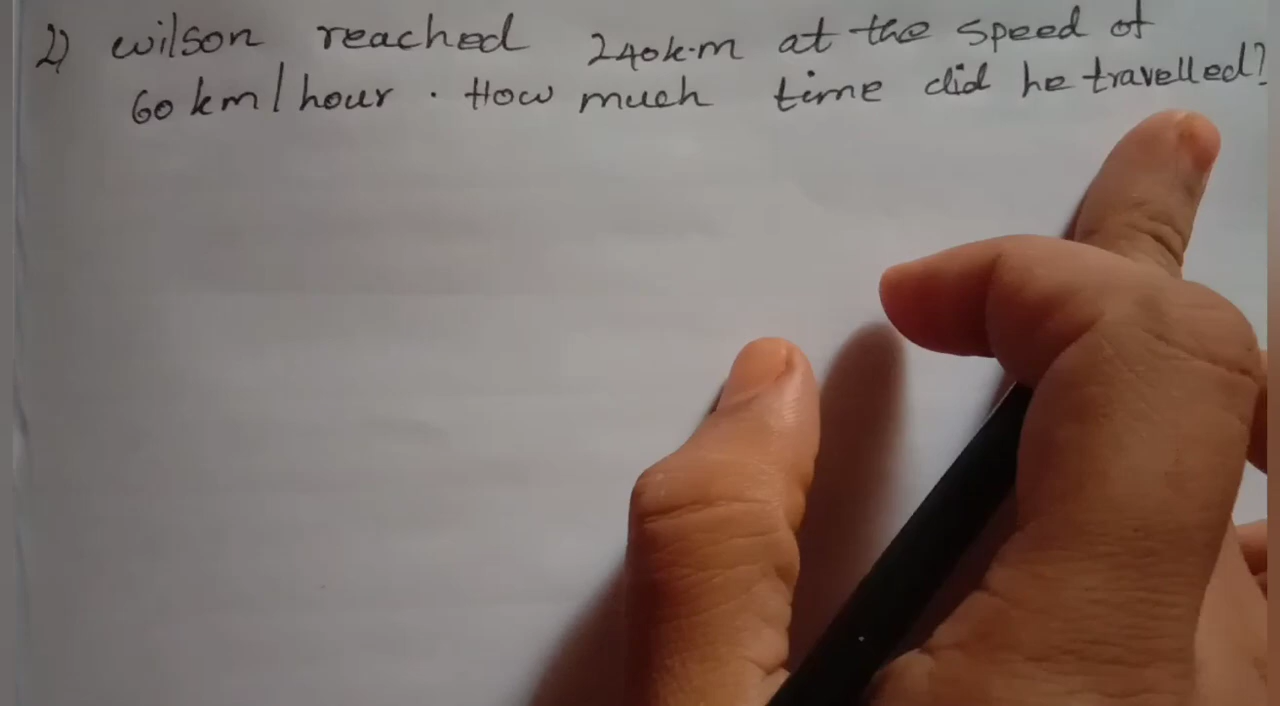 2) wilson reached 240k.m at the speed of
60 km/hour. How much time did he travelled?